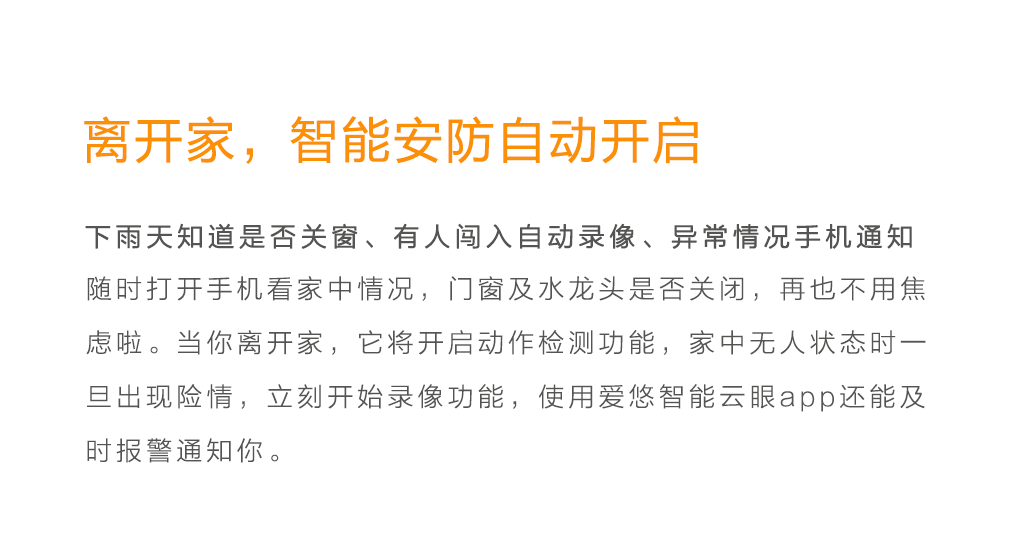 离开家，智能安防自动开启
下雨天知道是否关窗、有人闯入自动录像、异常情况手机通知
随时打开手机看家中情况，门窗及水龙头是否关闭，再也不用焦
虑啦。当你离开家，它将开启动作检测功能，家中无人状态时一
旦出现险情，立刻开始录像功能，使用爱悠智能云眼app还能及
时报警通知你。